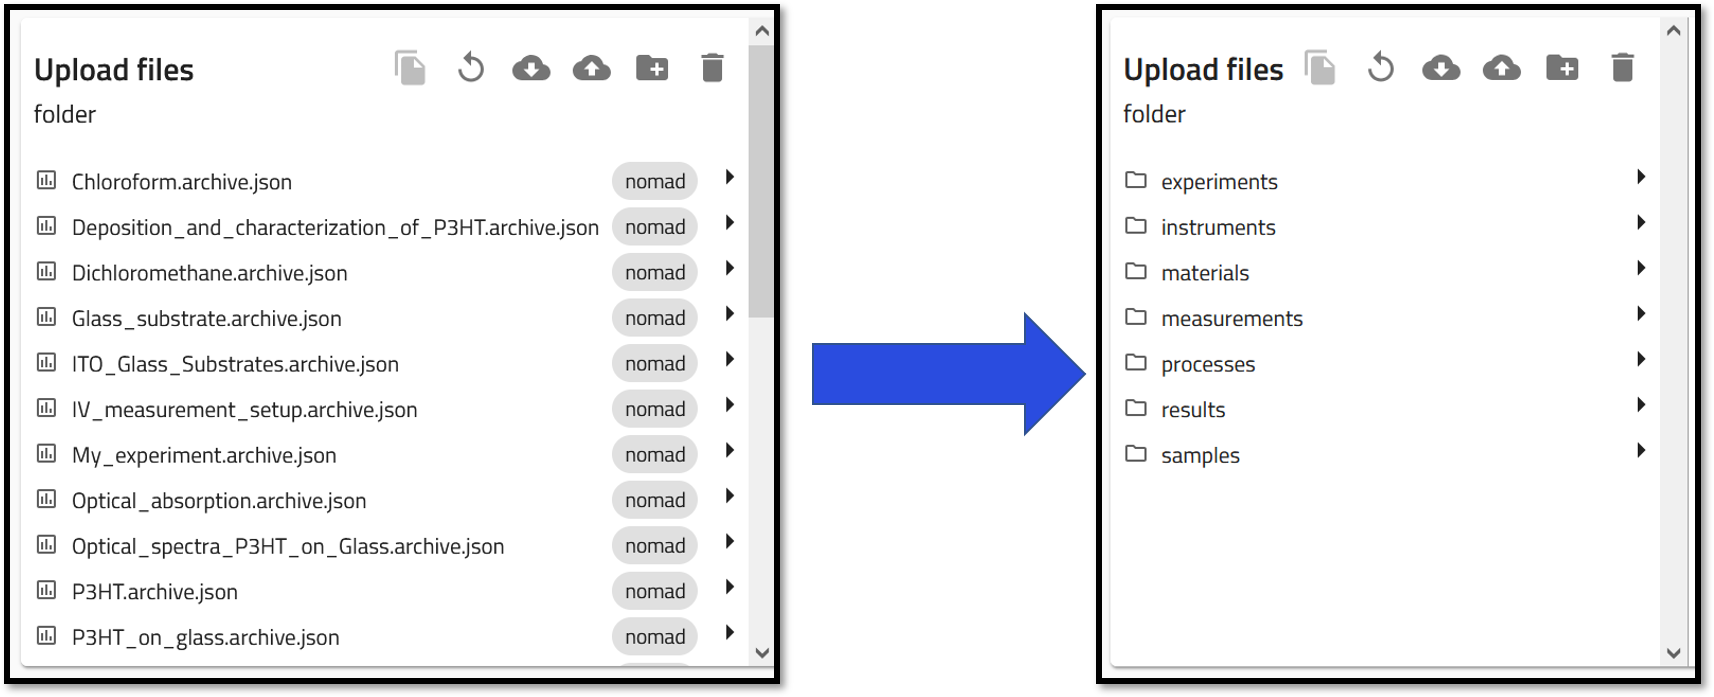 Upload files
folder
Chloroform.archive.json nomad
Deposition_and_characterization_of_P3HT.archive.json nomad
Dichloromethane.archive.json nomad
Glass_substrate.archive.json nomad
ITO_Glass_Substrates.archive.json nomad
IV_measurement_setup.archive.json nomad
My_experiment.archive.json nomad
Optical_absorption.archive.json nomad
Optical_spectra_P3HT_on_Glass.archive.json nomad
P3HT.archive.json nomad
P3HT_on_glass.archive.json nomad
Upload files
folder
experiments
instruments
materials
measurements
processes
results
samples